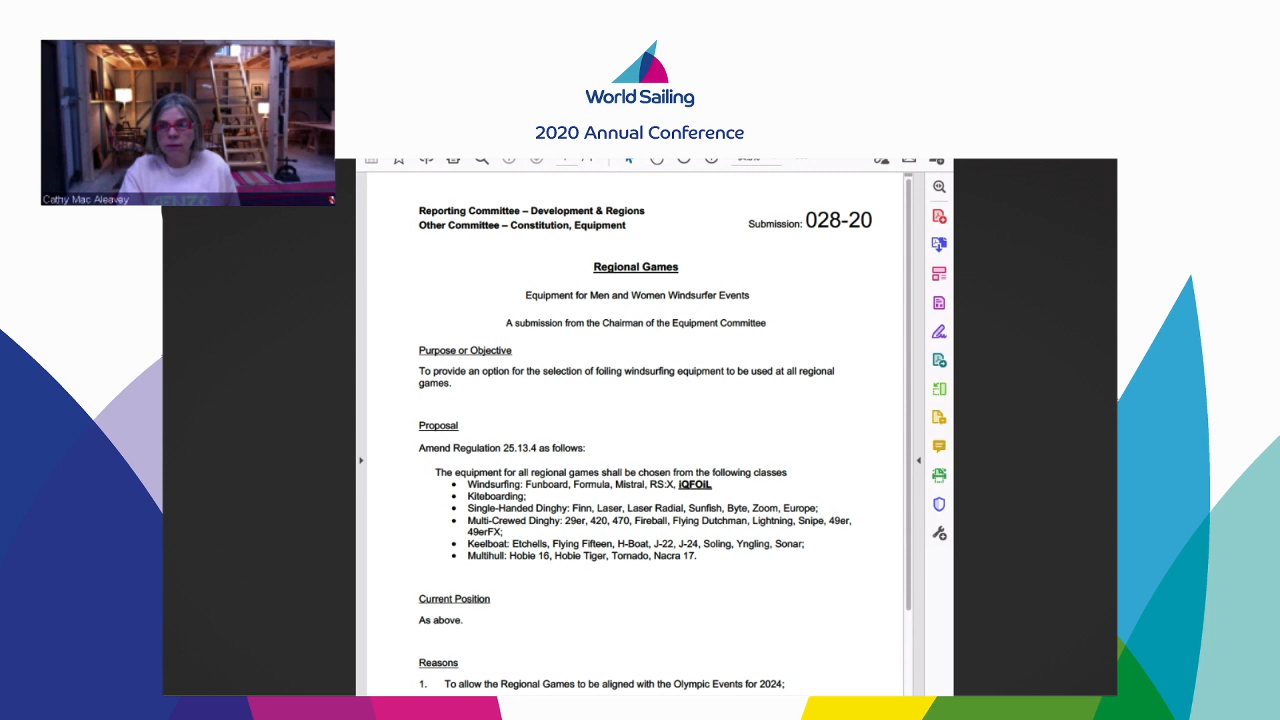 World Sailing
2020 Annual Conference
Cathy Mac Aleavey
Reporting Committee – Development & Regions
Other Committee – Constitution, Equipment
Submission: 028-20
Regional Games
Equipment for Men and Women Windsurfer Events
A submission from the Chairman of the Equipment Committee
Purpose or Objective
To provide an option for the selection of foiling windsurfing equipment to be used at all regional
games.
Proposal
Amend Regulation 25.13.4 as follows:
The equipment for all regional games shall be chosen from the following classes
• Windsurfing: Funboard, Formula, Mistral, RS:X, iQFOiL
• Kiteboarding;
• Single-Handed Dinghy: Finn, Laser, Laser Radial, Sunfish, Byte, Zoom, Europe;
• Multi-Crewed Dinghy: 29er, 420, 470, Fireball, Flying Dutchman, Lightning, Snipe, 49er,
49erFX;
• Keelboat: Etchells, Flying Fifteen, H-Boat, J-22, J-24, Soling, Yngling, Sonar;
• Multihull: Hobie 16, Hobie Tiger, Tornado, Nacra 17.
Current Position
As above.
Reasons
1. To allow the Regional Games to be aligned with the Olympic Events for 2024;